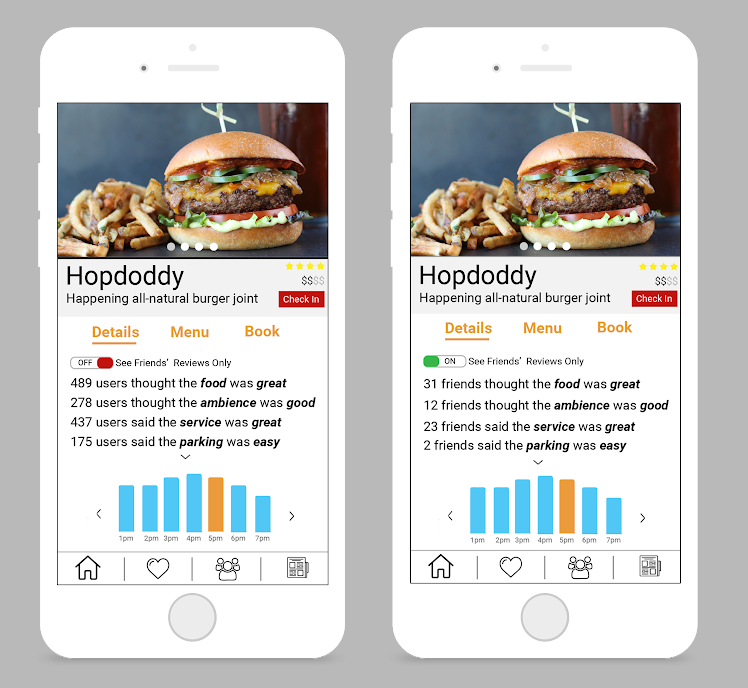 Hopdoddy
$$$$
Happening all-natural burger joint
Check In
Details Menu Book
OFF See Friends' Reviews Only
489 users thought the food was great
278 users thought the ambience was good
437 users said the service was great
175 users said the parking was easy
1pm 2pm 3pm 4pm 5pm 6pm 7pm
Hopdoddy
$$$$
Happening all-natural burger joint
Check In
Details Menu Book
ON See Friends' Reviews Only
31 friends thought the food was great
12 friends thought the ambience was good
23 friends said the service was great
2 friends said the parking was easy
1pm 2pm 3pm 4pm 5pm 6pm 7pm